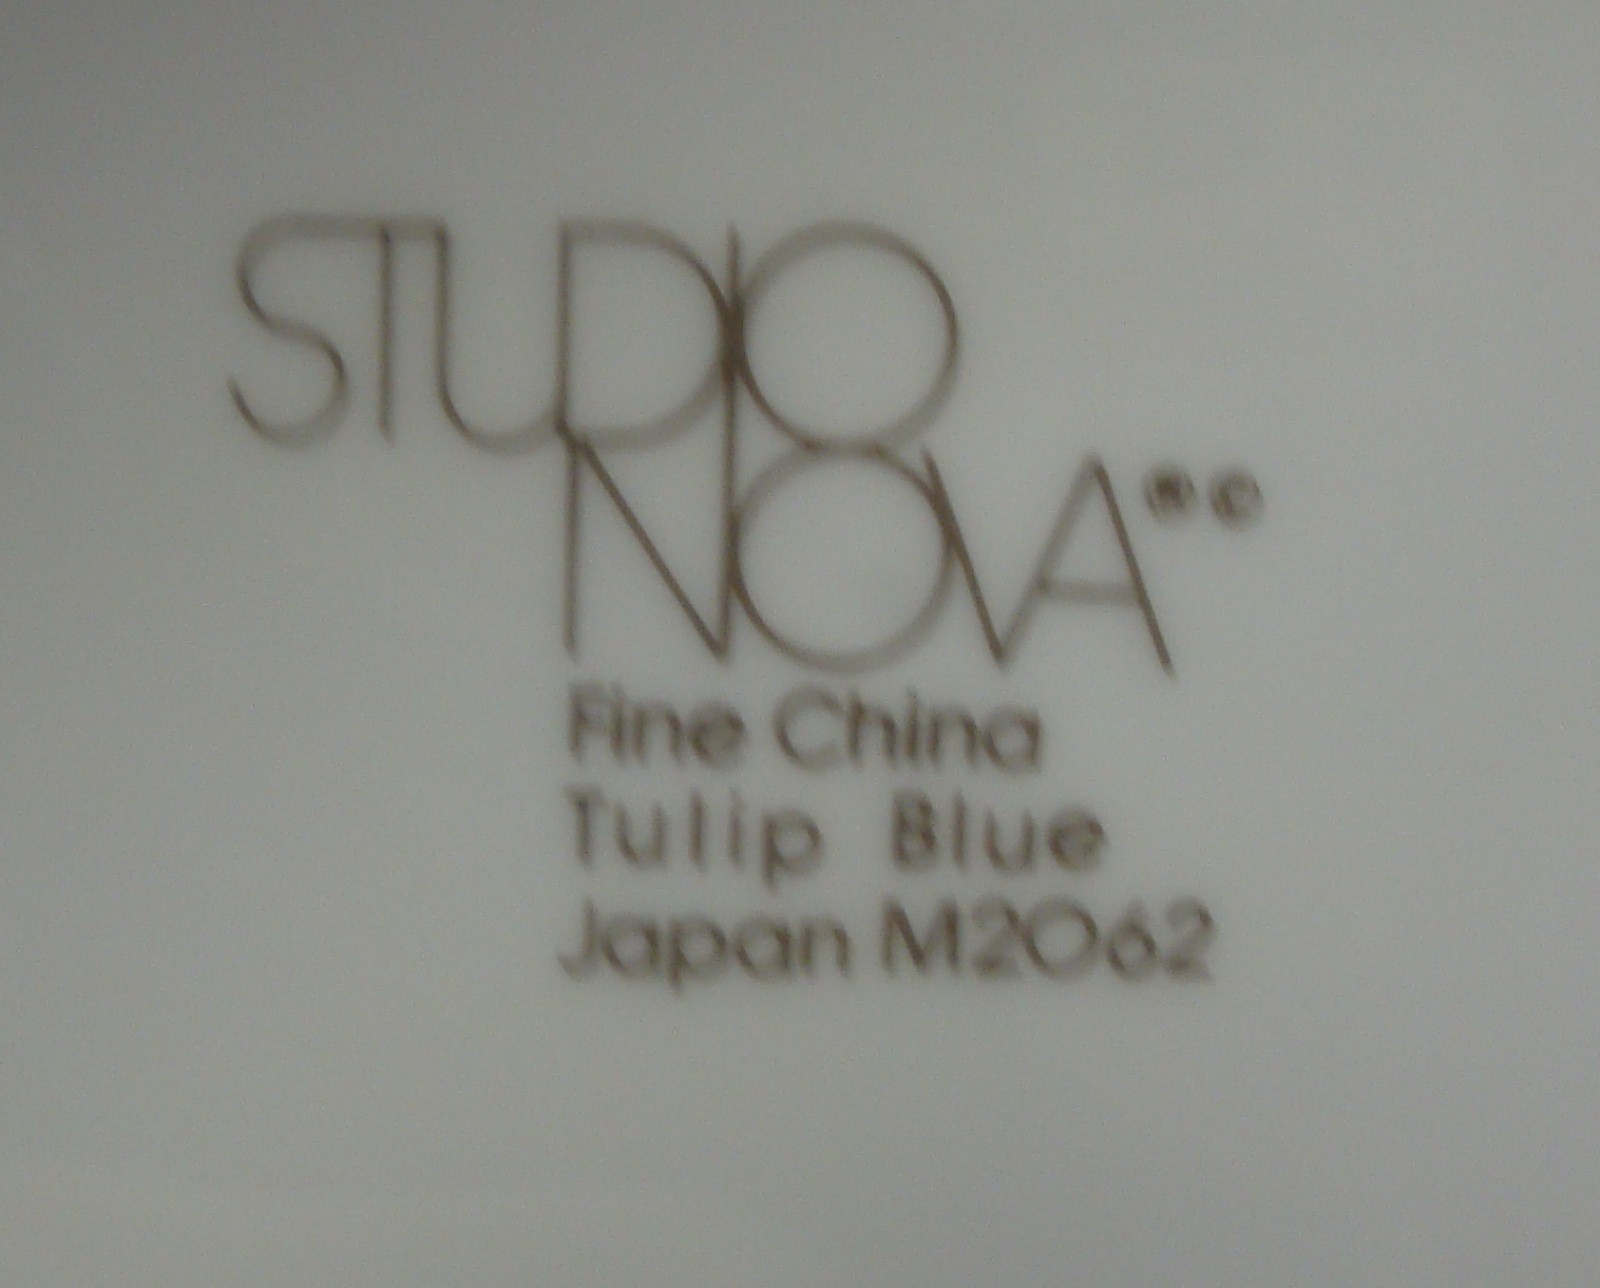 STUDIO
NOVA®©
Fine China
Tulip Blue
Japan M2062